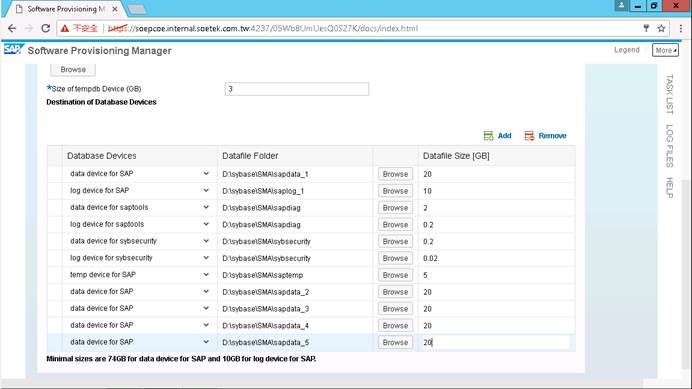 Software Provisioning M ×
不安全 https://saepcoe.internal.saetek.com.tw:4237/05Wb8UmUesQ0S27K/docs/index.html
SAP Software Provisioning Manager Legend More
Browse
*Size of tempdb Device (GB) 3
Destination of Database Devices
Add Remove
Database Devices Datafile Folder Datafile Size [GB]
data device for SAP D:\sybase\SMA\sapdata_1 Browse 20
log device for SAP D:\sybase\SMA\saplog_1 Browse 10
data device for saptools D:\sybase\SMA\sapdiag Browse 2
log device for saptools D:\sybase\SMA\sapdiag Browse 0.2
data device for sybsecurity D:\sybase\SMA\sybsecurity Browse 0.2
log device for sybsecurity D:\sybase\SMA\sybsecurity Browse 0.02
temp device for SAP D:\sybase\SMA\saptemp Browse 5
data device for SAP D:\sybase\SMA\sapdata_2 Browse 20
data device for SAP D:\sybase\SMA\sapdata_3 Browse 20
data device for SAP D:\sybase\SMA\sapdata_4 Browse 20
data device for SAP D:\sybase\SMA\sapdata_5 Browse 20
Minimal sizes are 74GB for data device for SAP and 10GB for log device for SAP.
TASK LIST
LOG FILES
HELP